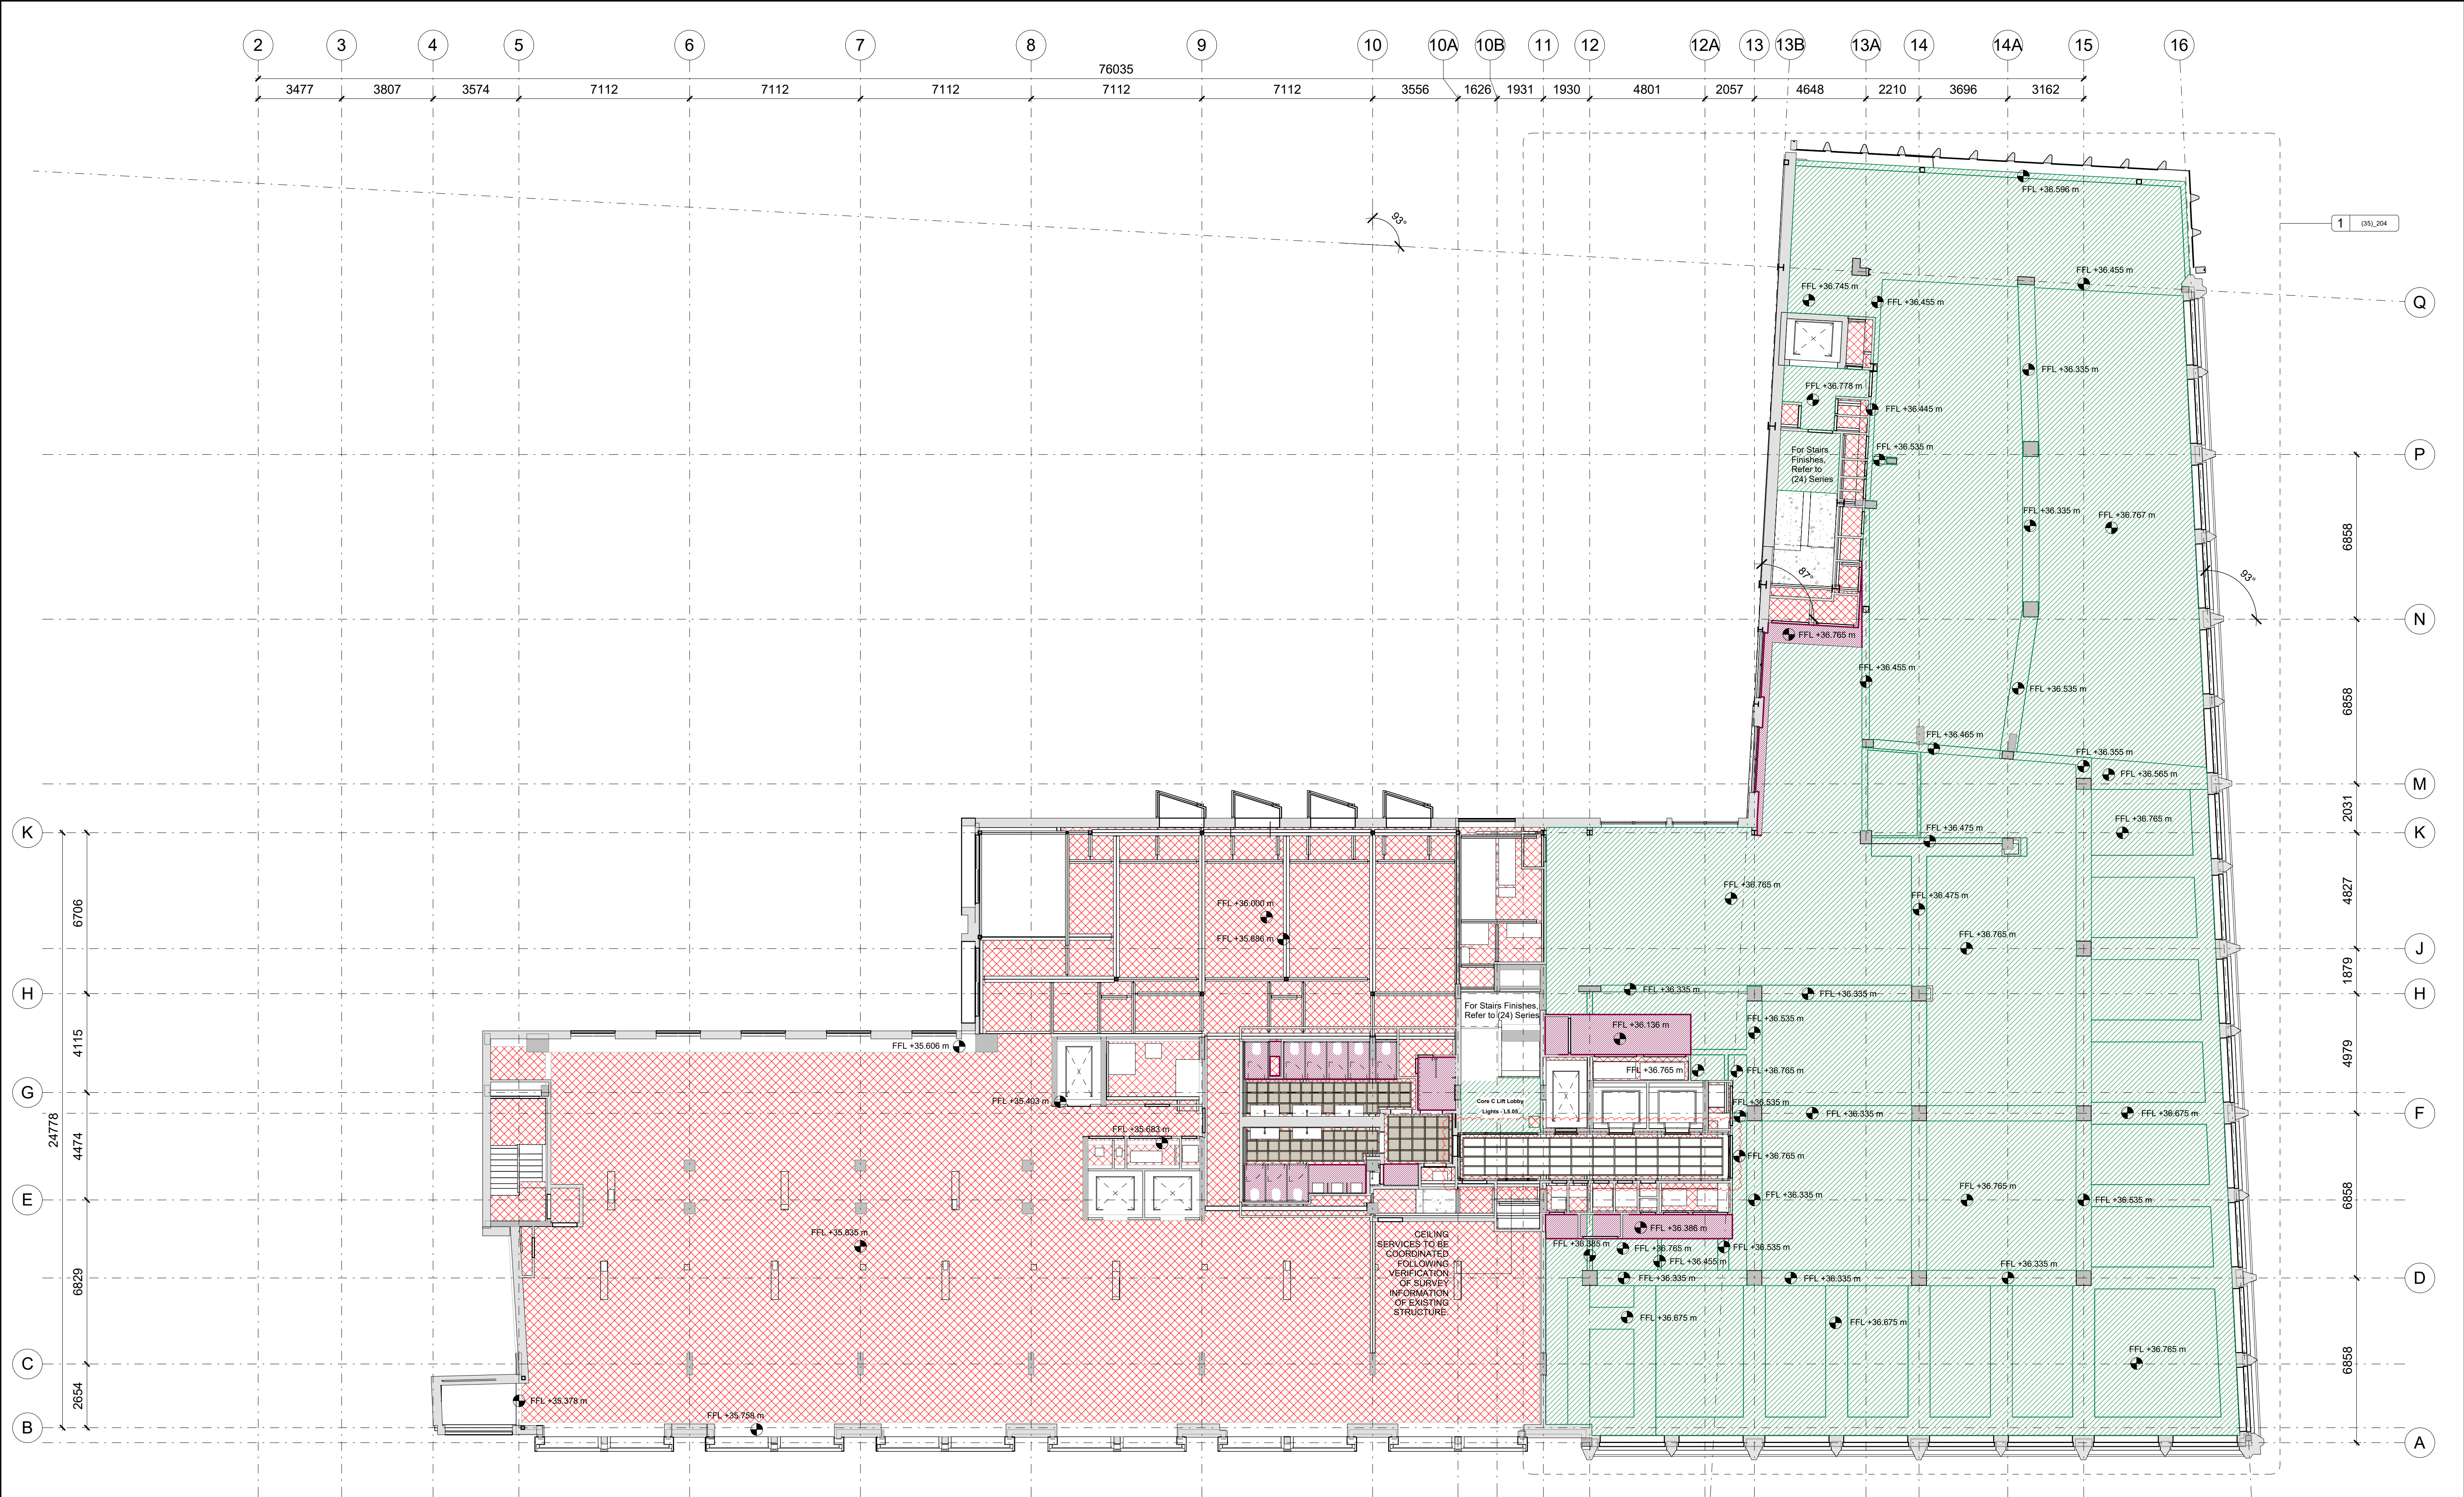 2 3 4 5 6 7 8 9 10 10A 10B 11 12 12A 13 13B 13A 14 14A 15 16
76035
3477 3807 3574 7112 7112 7112 7112 7112 3556 1626 1931 1930 4801 2057 4648 2210 3696 3162
FFL +36.596 m
93°
1 (35)_204
FFL +36.455 m
FFL +36.745 m
FFL +36.455 m
Q
FFL +36.335 m
FFL +36.778 m
FFL +36.445 m
FFL +36.535 m
For Stairs
Finishes,
Refer to
(24) Series
P
FFL +36.335 m
FFL +36.767 m
6858
87°
93°
N
FFL +36.765 m
FFL +36.455 m
FFL +36.535 m
6858
FFL +36.465 m
FFL +36.355 m
FFL +36.565 m
M
2031
FFL +36.765 m
K
K
FFL +36.475 m
FFL +36.765 m
4827
6706
FFL +36.000 m
FFL +36.475 m
FFL +35.686 m
FFL +36.765 m
J
1879
FFL +36.335 m
FFL +36.335 m
H
H
For Stairs Finishes,
Refer to (24) Series
FFL +36.136 m
FFL +36.535 m
4115
FFL +35.606 m
4979
FFL +36.765 m
FFL +36.765 m
G
FFL +35.403 m
Core C Lift Lobby
Lights - L5.05
FFL +36.535 m
FFL +36.335 m
FFL +36.675 m
F
24778
4474
FFL +35.683 m
FFL +36.765 m
E
FFL +36.335 m
FFL +36.765 m
FFL +36.535 m
E
6858
FFL +36.386 m
FFL +35.835 m
CEILING
SERVICES TO BE
COORDINATED
FOLLOWING
VERIFICATION
OF SURVEY
INFORMATION
OF EXISTING
STRUCTURE.
FFL +36.385 m
FFL +36.765 m
FFL +36.535 m
FFL +36.455 m
6829
FFL +36.335 m
FFL +36.335 m
FFL +36.335 m
D
FFL +36.675 m
FFL +36.675 m
C
FFL +36.765 m
6858
2654
FFL +35.378 m
FFL +35.758 m
B
A